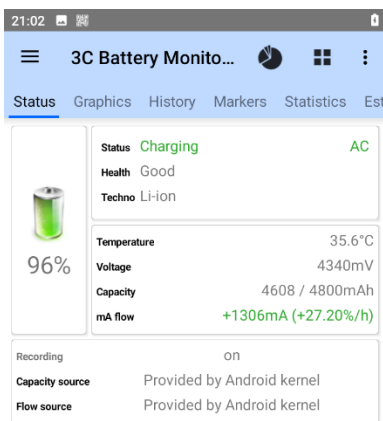 21:02
3C Battery Monito...
Status Graphics History Markers Statistics Est
Status Charging AC
Health Good
Techno Li-ion
96%
Temperature 35.6°C
Voltage 4340mV
Capacity 4608 / 4800mAh
mA flow +1306mA (+27.20%/h)
Recording on
Capacity source Provided by Android kernel
Flow source Provided by Android kernel